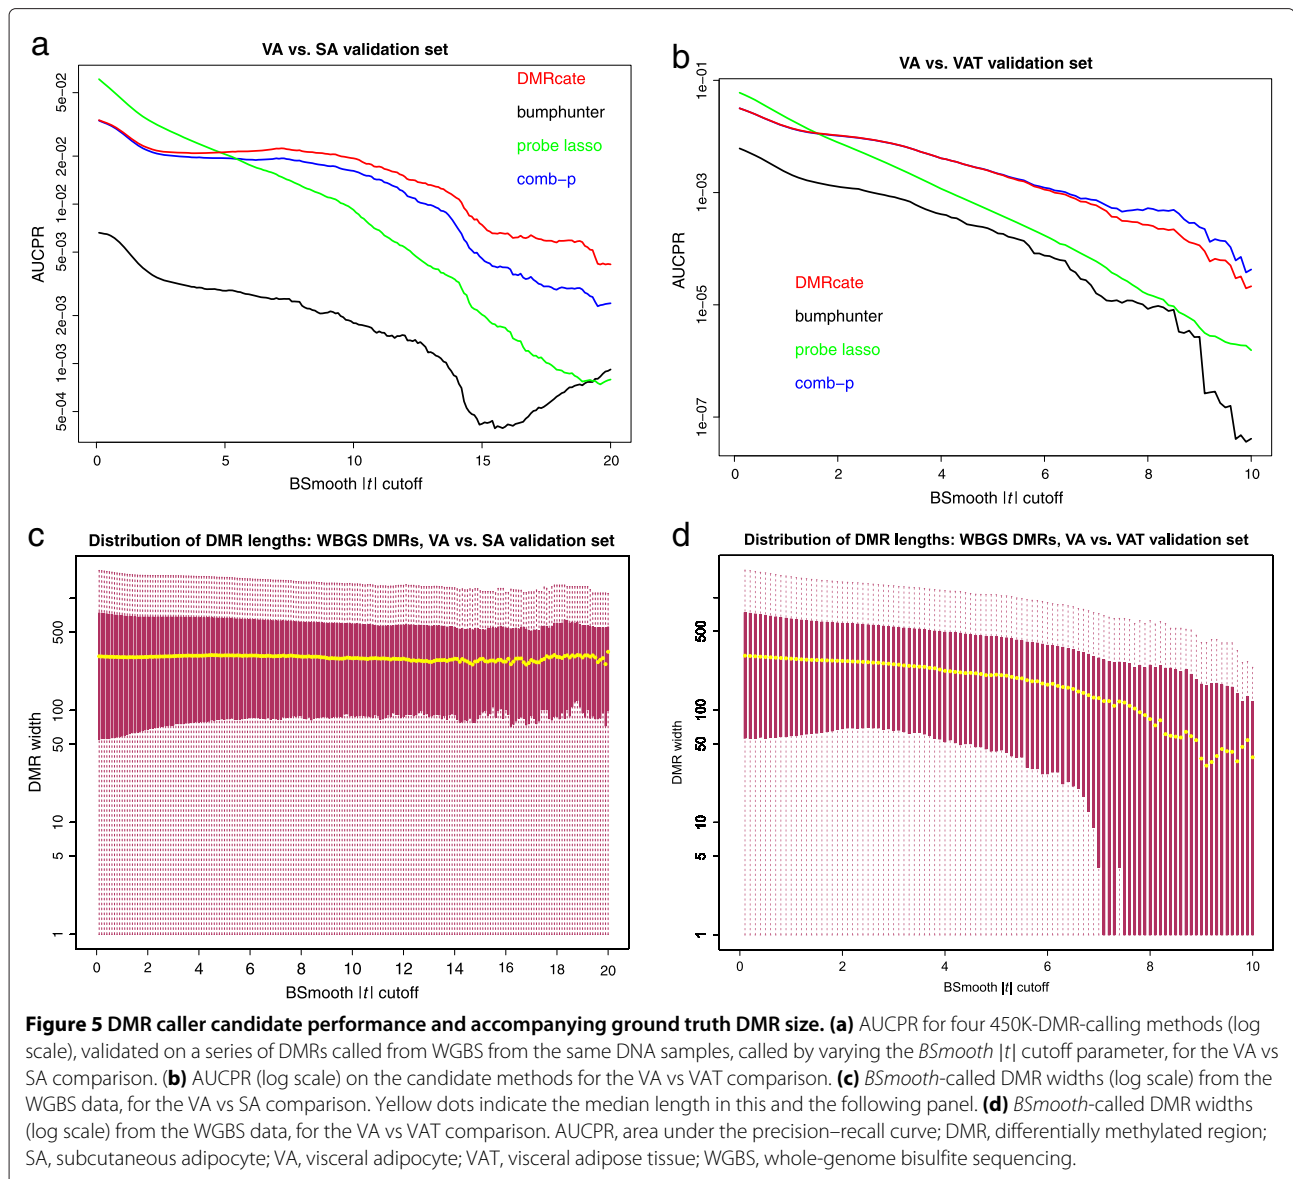 a
VA vs. SA validation set
DMRcate
bumphunter
probe lasso
comb−p
AUCPR
5e−02
2e−02
1e−02
5e−03
2e−03
1e−03
5e−04
0 5 10 15 20
BSmooth |t| cutoff
b
VA vs. VAT validation set
DMRcate
bumphunter
probe lasso
comb−p
AUCPR
1e−01
1e−03
1e−05
1e−07
0 2 4 6 8 10
BSmooth |t| cutoff
c
Distribution of DMR lengths: WBGS DMRs, VA vs. SA validation set
DMR width
500
100
50
10
5
1
0 2 4 6 8 10 12 14 16 18 20
BSmooth |t| cutoff
d
Distribution of DMR lengths: WBGS DMRs, VA vs. VAT validation set
DMR width
500
100
50
10
5
1
0 2 4 6 8 10
BSmooth |t| cutoff
Figure 5 DMR caller candidate performance and accompanying ground truth DMR size. (a) AUCPR for four 450K-DMR-calling methods (log
scale), validated on a series of DMRs called from WGBS from the same DNA samples, called by varying the BSmooth |t| cutoff parameter, for the VA vs
SA comparison. (b) AUCPR (log scale) on the candidate methods for the VA vs VAT comparison. (c) BSmooth-called DMR widths (log scale) from the
WGBS data, for the VA vs SA comparison. Yellow dots indicate the median length in this and the following panel. (d) BSmooth-called DMR widths
(log scale) from the WGBS data, for the VA vs VAT comparison. AUCPR, area under the precision–recall curve; DMR, differentially methylated region;
SA, subcutaneous adipocyte; VA, visceral adipocyte; VAT, visceral adipose tissue; WGBS, whole-genome bisulfite sequencing.